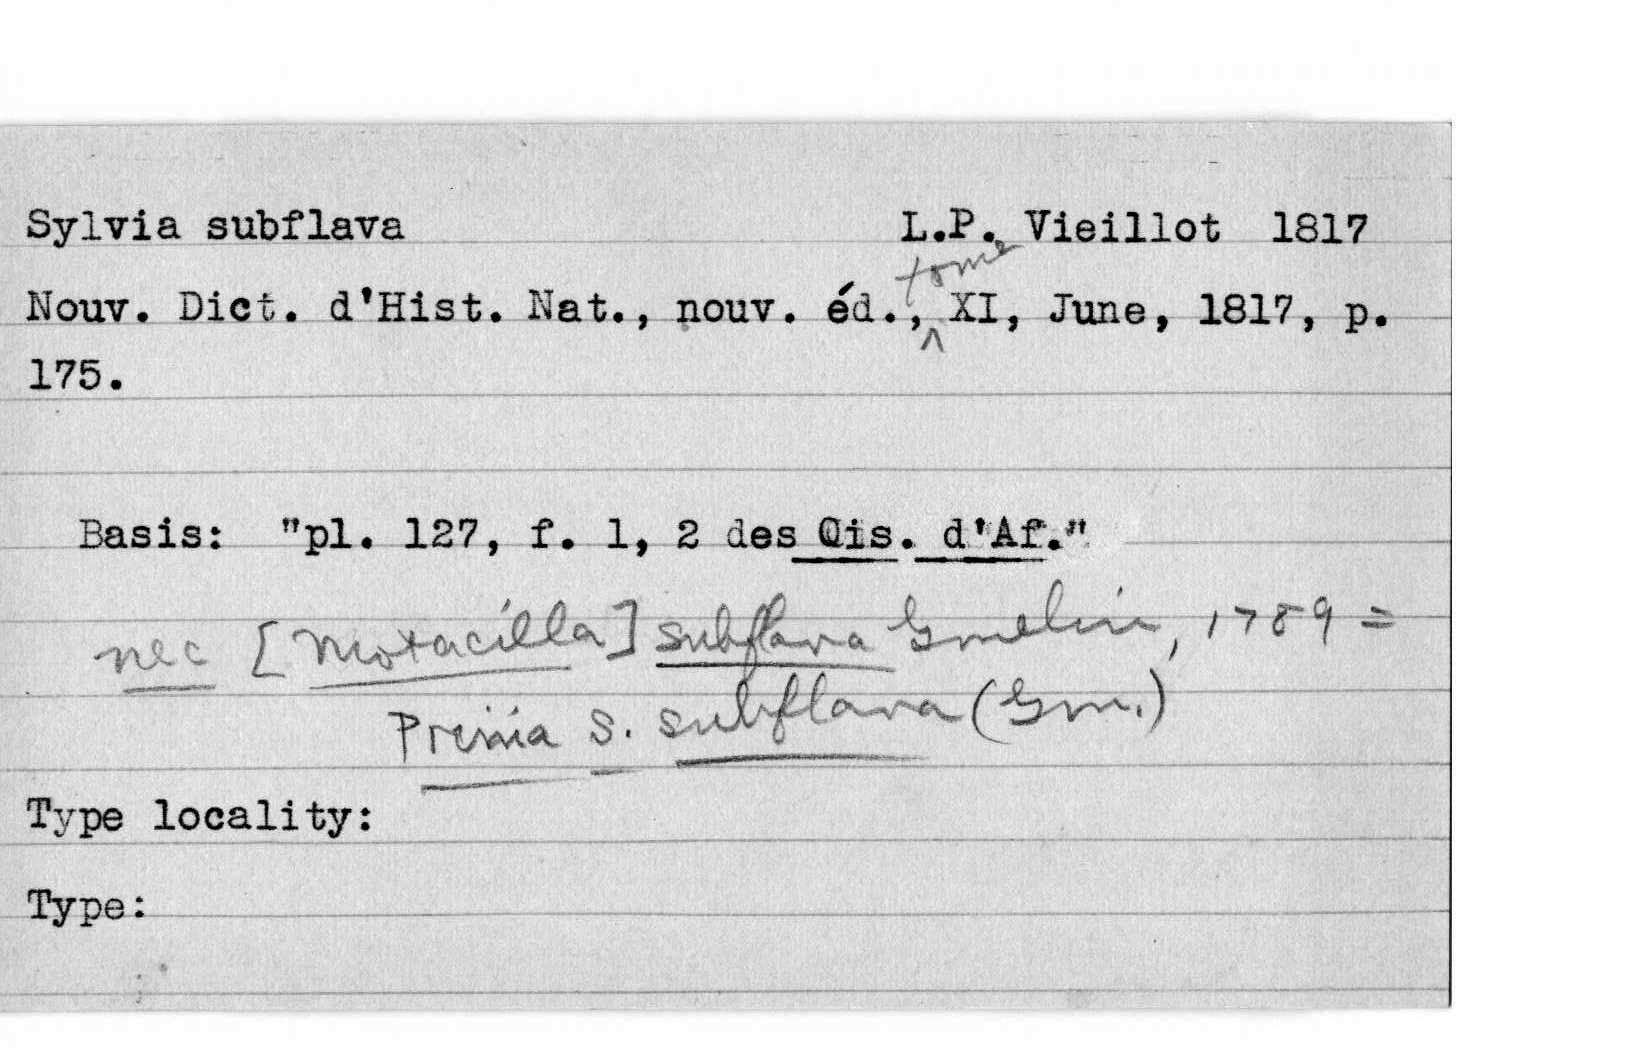 Sylvia subflava L.P. Vieillot 1817
Nouv. Dict. d'Hist. Nat., nouv. éd., tome XI, June, 1817, p.
175.
Basis: "pl. 127, f. 1, 2 des Ois. d'Af."
nec [Motacilla] subflava Gmelin, 1789 =
Prinia s. subflava (Gm.)
Type locality:
Type: